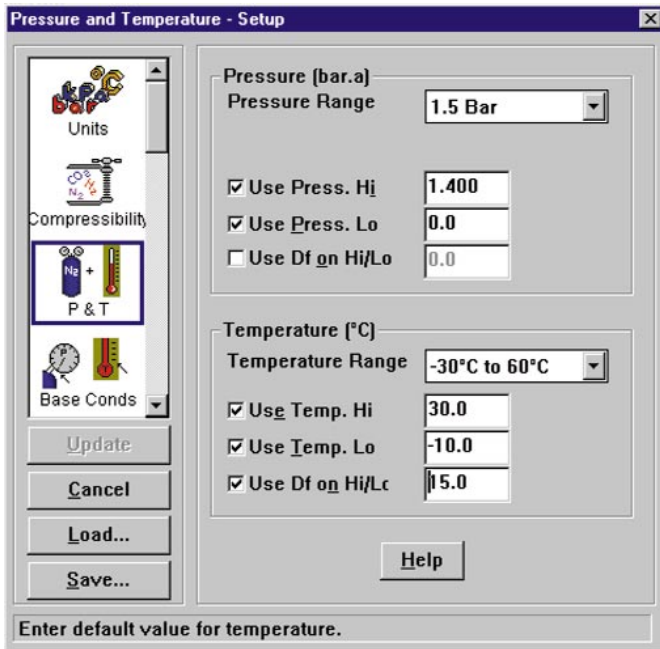 Pressure and Temperature - Setup
Units
Compressibility
P & T
Base Conds
Update
Cancel
Load...
Save...
Pressure (bar.a)
Pressure Range 1.5 Bar
Use Press. Hi 1.400
Use Press. Lo 0.0
Use Df on Hi/Lo 0.0
Temperature (°C)
Temperature Range -30°C to 60°C
Use Temp. Hi 30.0
Use Temp. Lo -10.0
Use Df on Hi/Lo 15.0
Help
Enter default value for temperature.